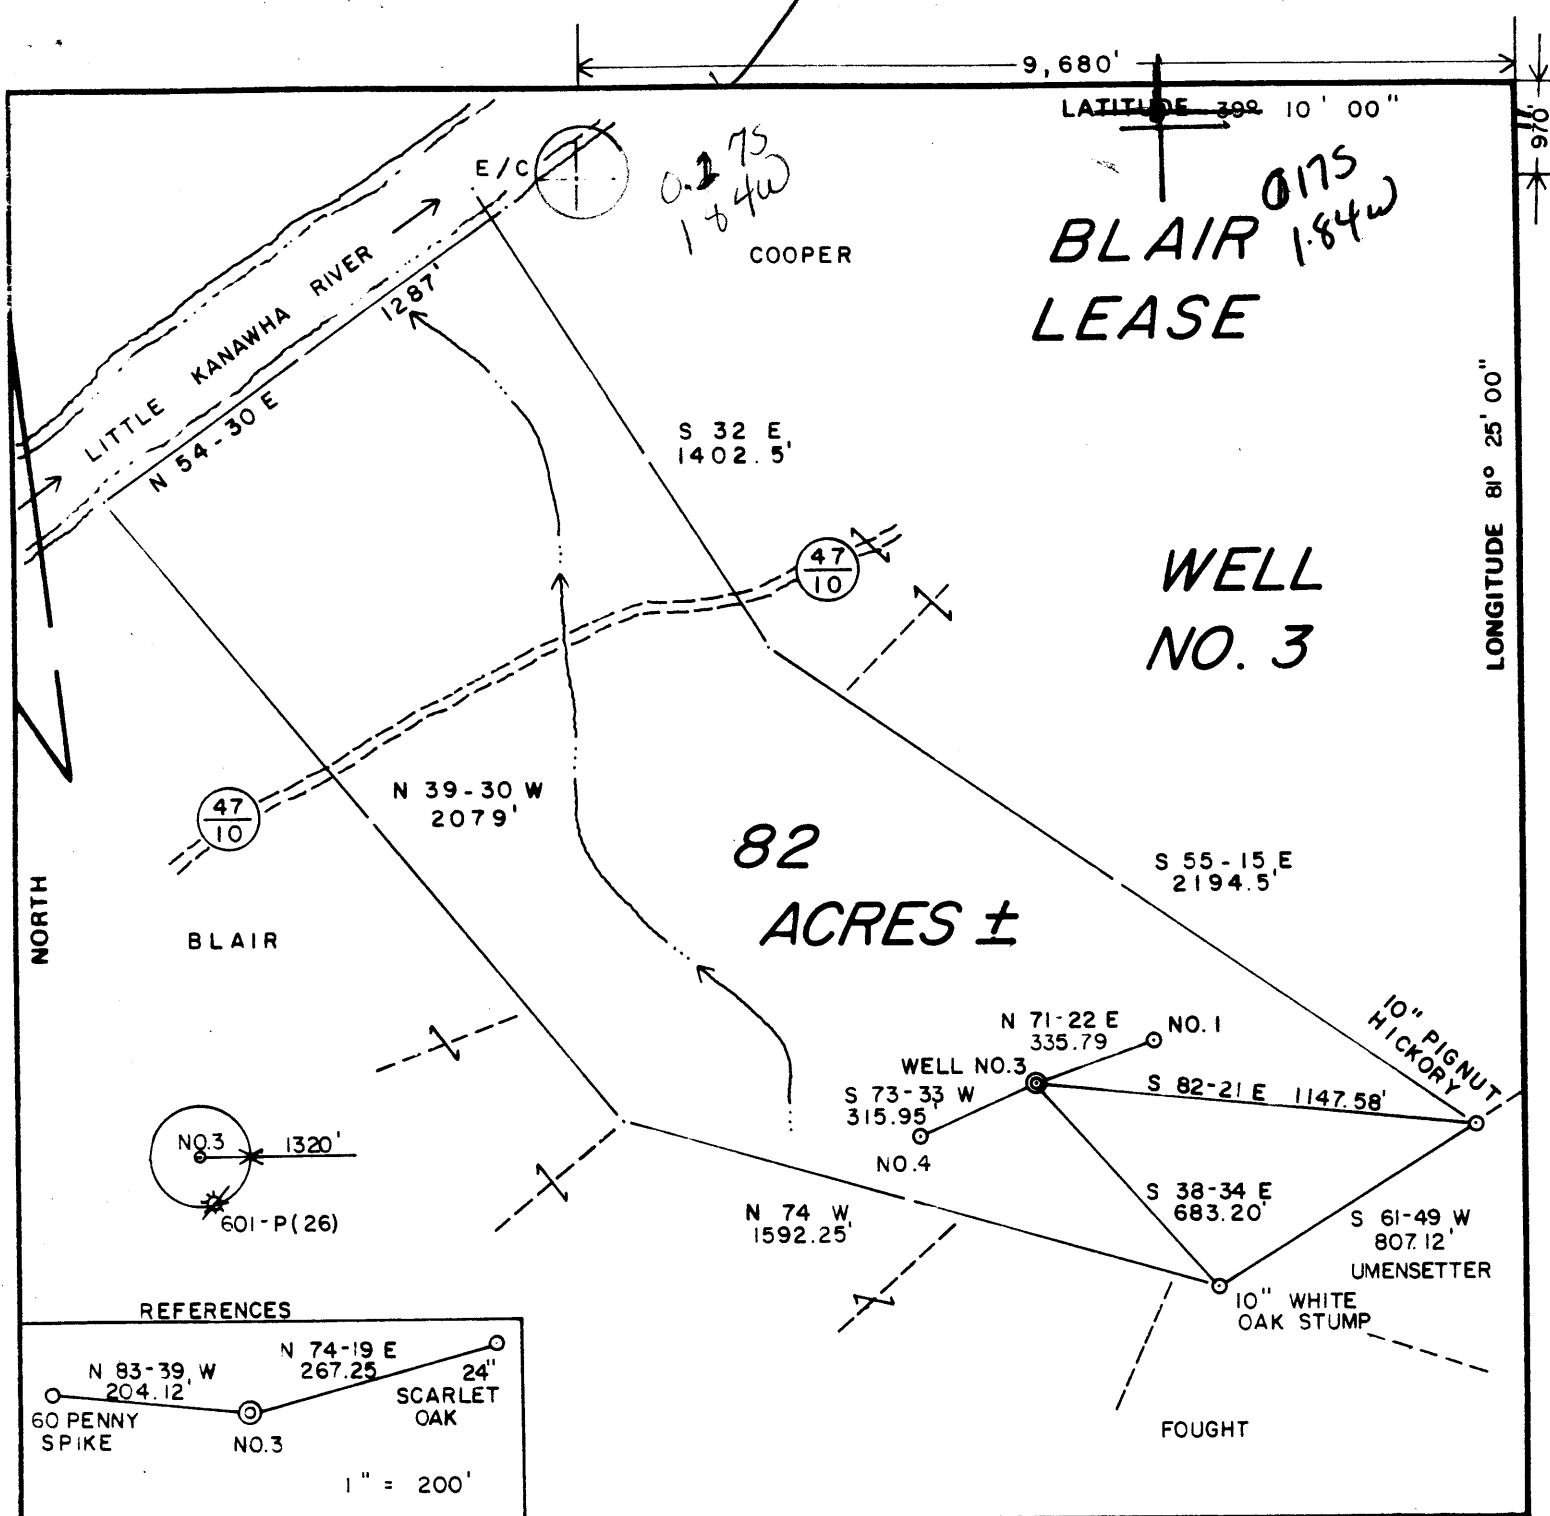 9,680'
LATITUDE 39° 10' 00"
970'
E/C
0.175
1.84W
COOPER
BLAIR
LEASE
0175
1.84W
LITTLE KANAWHA RIVER
1287'
N 54-30 E
S 32 E
1402.5'
LONGITUDE 81° 25' 00"
47
10
WELL
NO. 3
47
10
N 39-30 W
2079'
82
ACRES ±
S 55-15 E
2194.5'
NORTH
BLAIR
10" PIGNUT
HICKORY
N 71-22 E
335.79
NO. 1
WELL NO.3
S 82-21 E 1147.58'
S 73-33 W
315.95'
NO.4
NO.3
1320'
601-P(26)
S 38-34 E
683.20'
N 74 W
1592.25'
S 61-49 W
807.12'
UMENSETTER
10" WHITE
OAK STUMP
REFERENCES
N 83-39 W
204.12'
N 74-19 E
267.25
24"
SCARLET
OAK
60 PENNY
SPIKE
NO.3
1" = 200'
FOUGHT